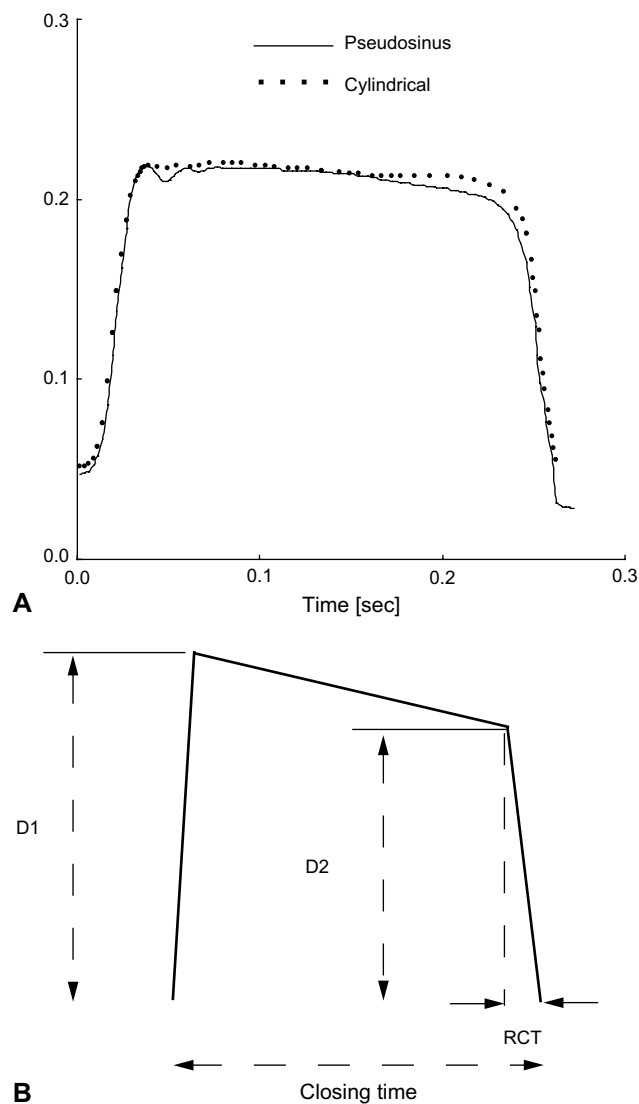 0.3
Pseudosinus
Cylindrical
0.2
0.1
0.0
0.0 0.1 0.2 0.3
A Time [sec]
D1
D2
RCT
B Closing time